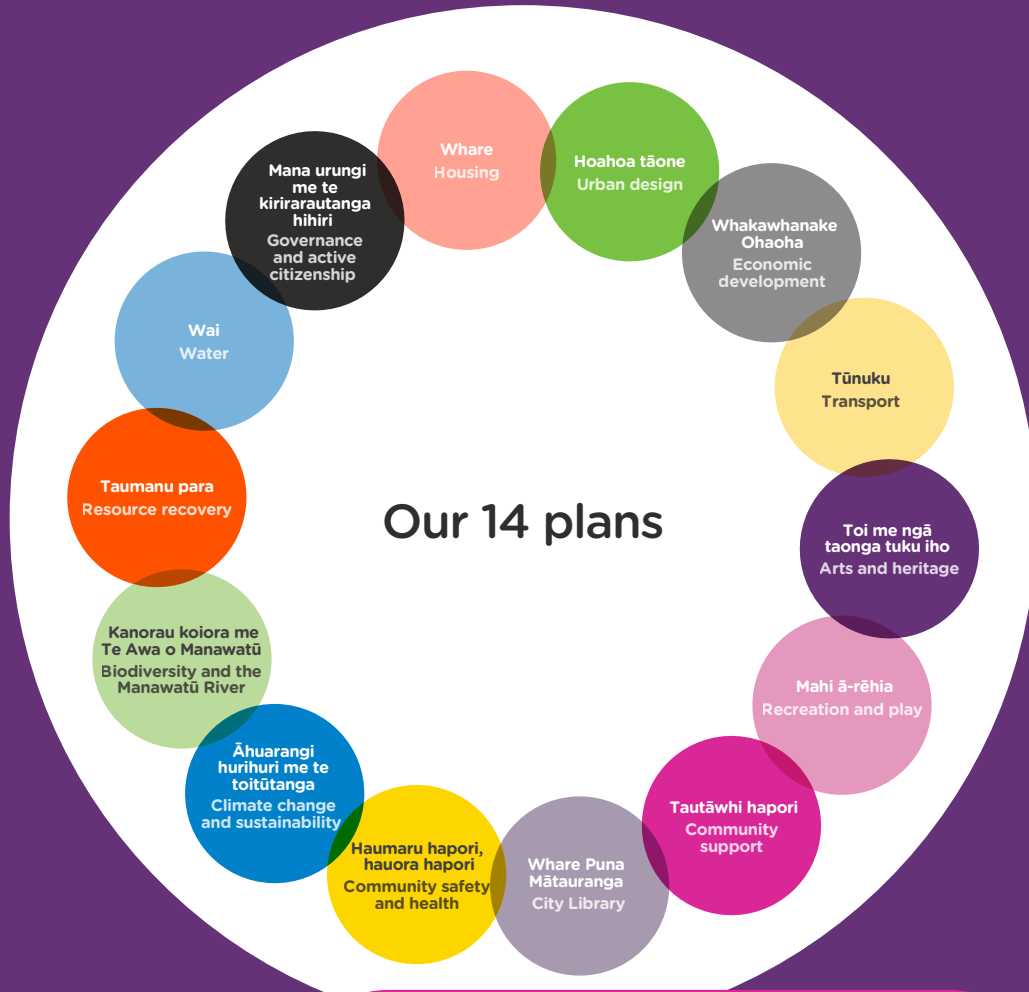 Whare
Housing
Hoahoa tāone
Urban design
Whakawhanake
Ohaoha
Economic
development
Tūnuku
Transport
Toi me ngā
taonga tuku iho
Arts and heritage
Mahi ā-rēhia
Recreation and play
Tautāwhi hapori
Community
support
Whare Puna
Mātauranga
City Library
Haumaru hapori,
hauora hapori
Community safety
and health
Āhuarangi
hurihuri me te
toitūtanga
Climate change
and sustainability
Kanorau koiora me
Te Awa o Manawatū
Biodiversity and the
Manawatū River
Taumanu para
Resource recovery
Wai
Water
Mana urungi
me te
kirirarautanga
hihiri
Governance
and active
citizenship
Our 14 plans